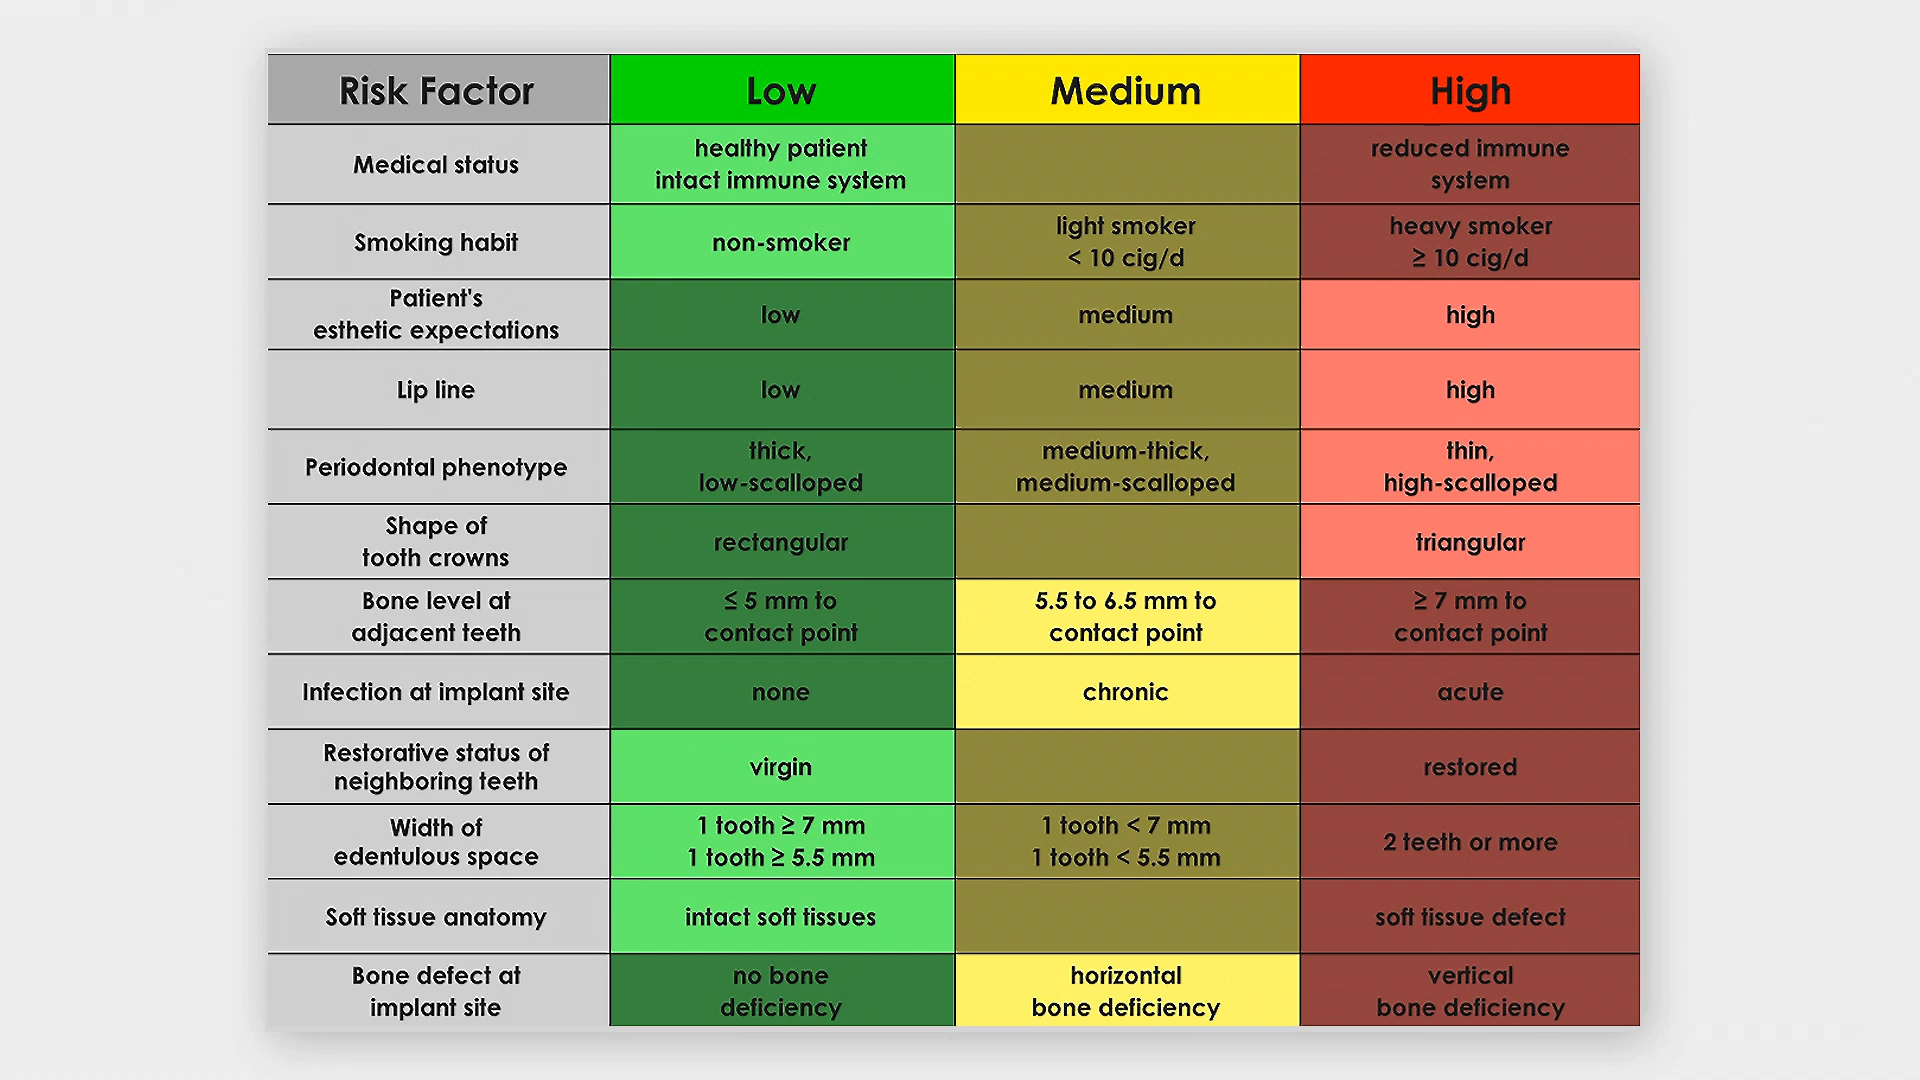 Risk Factor Low Medium High
Medical status healthy patient intact immune system reduced immune system
Smoking habit non-smoker light smoker < 10 cig/d heavy smoker ≥ 10 cig/d
Patient's esthetic expectations low medium high
Lip line low medium high
Periodontal phenotype thick, low-scalloped medium-thick, medium-scalloped thin, high-scalloped
Shape of tooth crowns rectangular triangular
Bone level at adjacent teeth ≤ 5 mm to contact point 5.5 to 6.5 mm to contact point ≥ 7 mm to contact point
Infection at implant site none chronic acute
Restorative status of neighboring teeth virgin restored
Width of edentulous space 1 tooth ≥ 7 mm 1 tooth ≥ 5.5 mm 1 tooth < 7 mm 1 tooth < 5.5 mm 2 teeth or more
Soft tissue anatomy intact soft tissues soft tissue defect
Bone defect at implant site no bone deficiency horizontal bone deficiency vertical bone deficiency